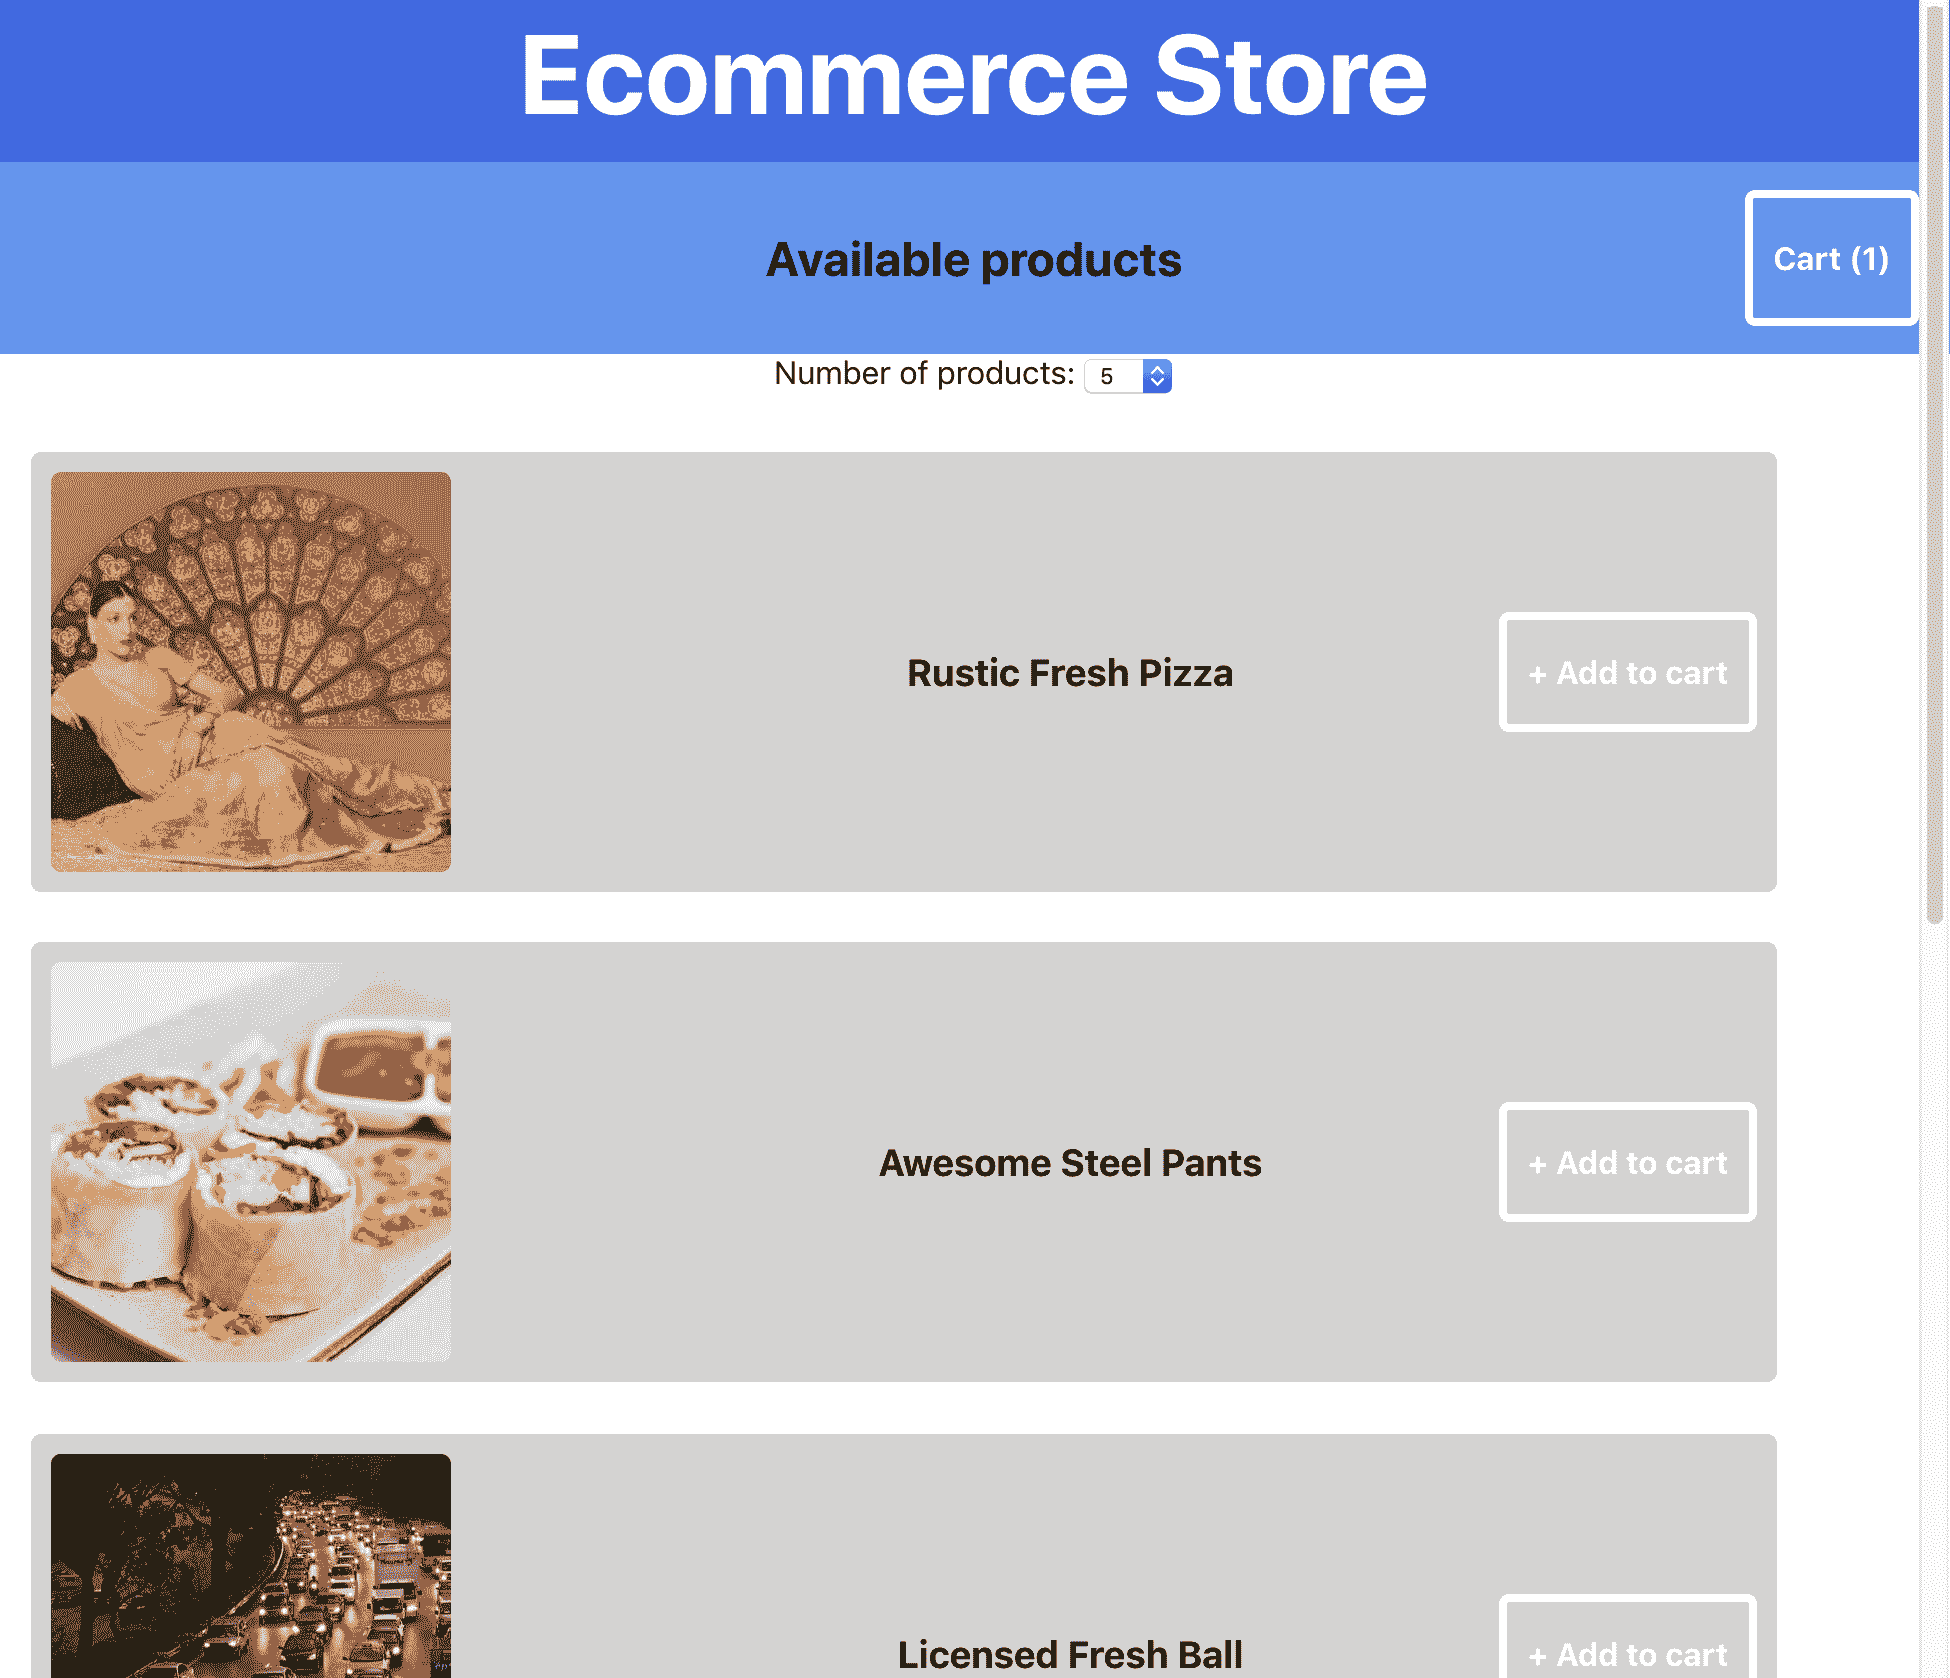 Ecommerce Store
Available products
Cart (1)
Number of products: 5
Rustic Fresh Pizza
+ Add to cart
Awesome Steel Pants
+ Add to cart
Licensed Fresh Ball
+ Add to cart